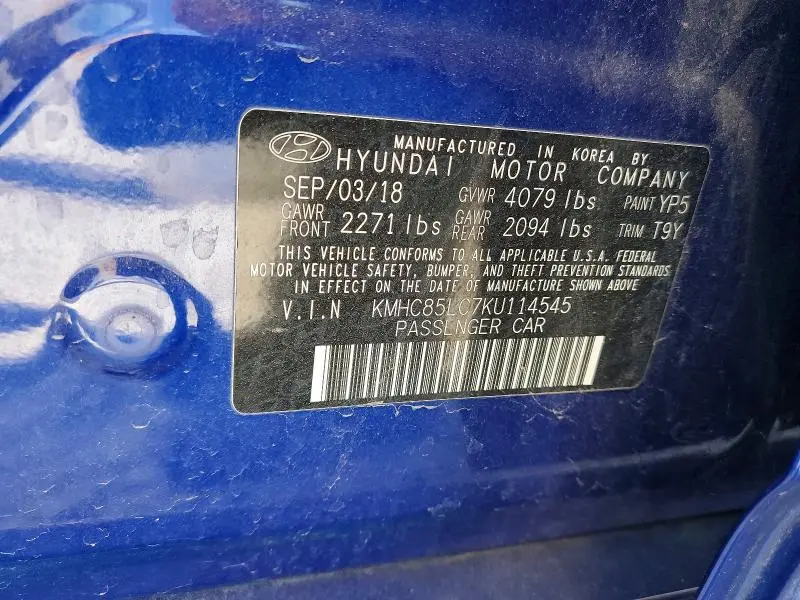 MANUFACTURED IN KOREA BY
HYUNDAI MOTOR COMPANY
SEP/03/18 GVWR 4079 lbs PAINT YP5
GAWR FRONT 2271 lbs GAWR REAR 2094 lbs TRIM T9Y
THIS VEHICLE CONFORMS TO ALL APPLICABLE U.S.A. FEDERAL
MOTOR VEHICLE SAFETY, BUMPER, AND THEFT PREVENTION STANDARDS
IN EFFECT ON THE DATE OF MANUFACTURE SHOWN ABOVE
V.I.N KMHC85LC7KU114545
PASSENGER CAR